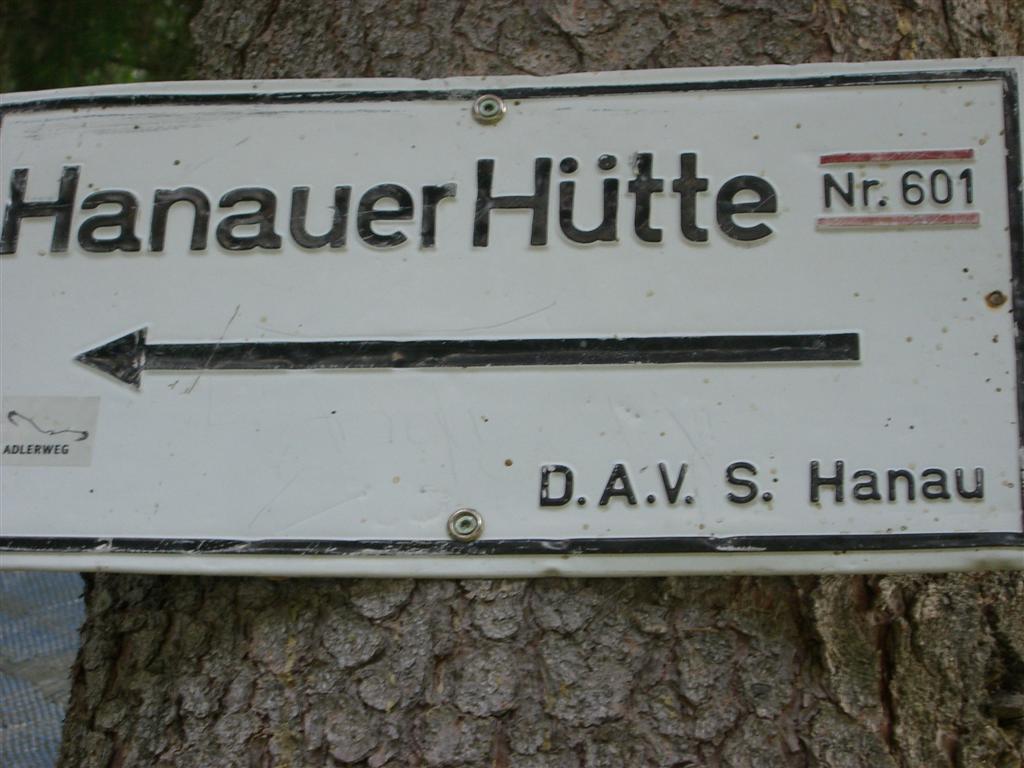 Hanauer Hütte
Nr. 601
ADLERWEG
D.A.V. S. Hanau